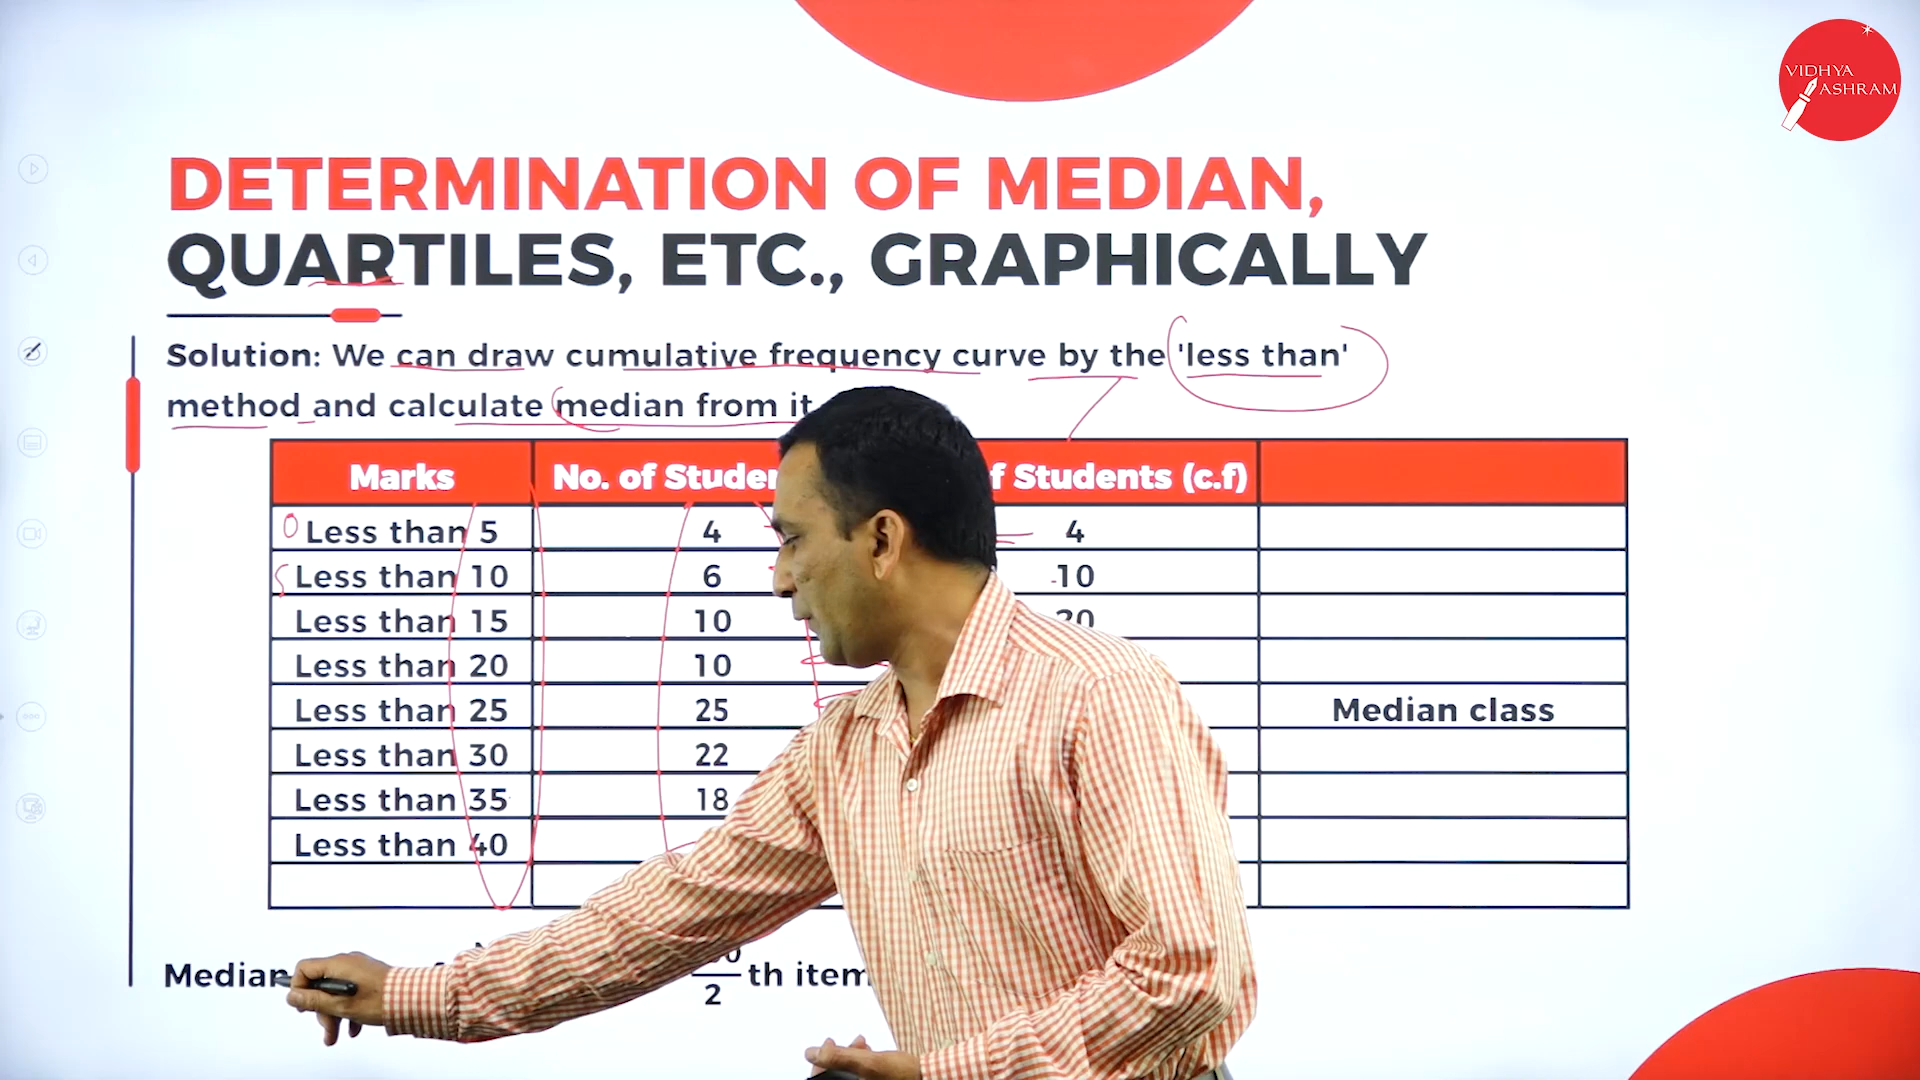 VIDHYA
ASHRAM
DETERMINATION OF MEDIAN,
QUARTILES, ETC., GRAPHICALLY
Solution: We can draw cumulative frequency curve by the 'less than'
method and calculate median from it
Marks No. of Studen f Students (c.f)
0 Less than 5 4 4
5 Less than 10 6 10
Less than 15 10 20
Less than 20 10
Less than 25 25 Median class
Less than 30 22
Less than 35 18
Less than 40
Median
2 th item